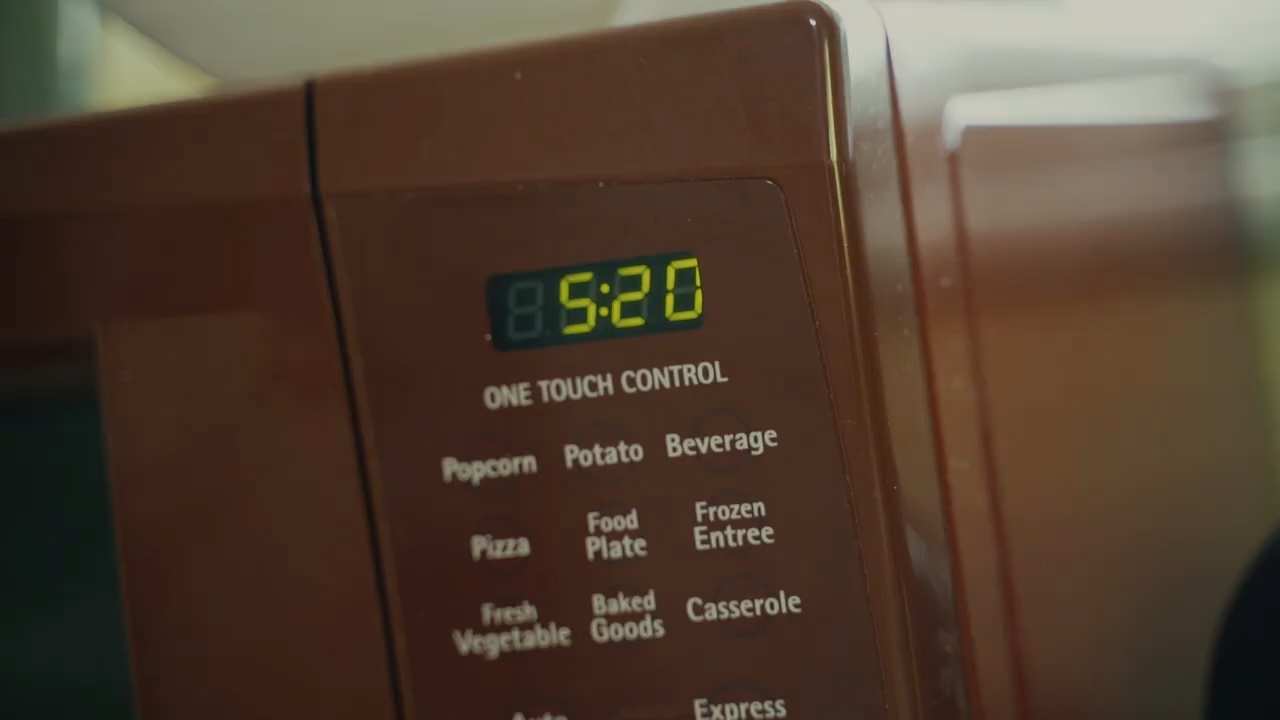 5:20
ONE TOUCH CONTROL
Popcorn Potato Beverage
Pizza Food Plate Frozen Entree
Fresh Vegetable Baked Goods Casserole
Auto Express